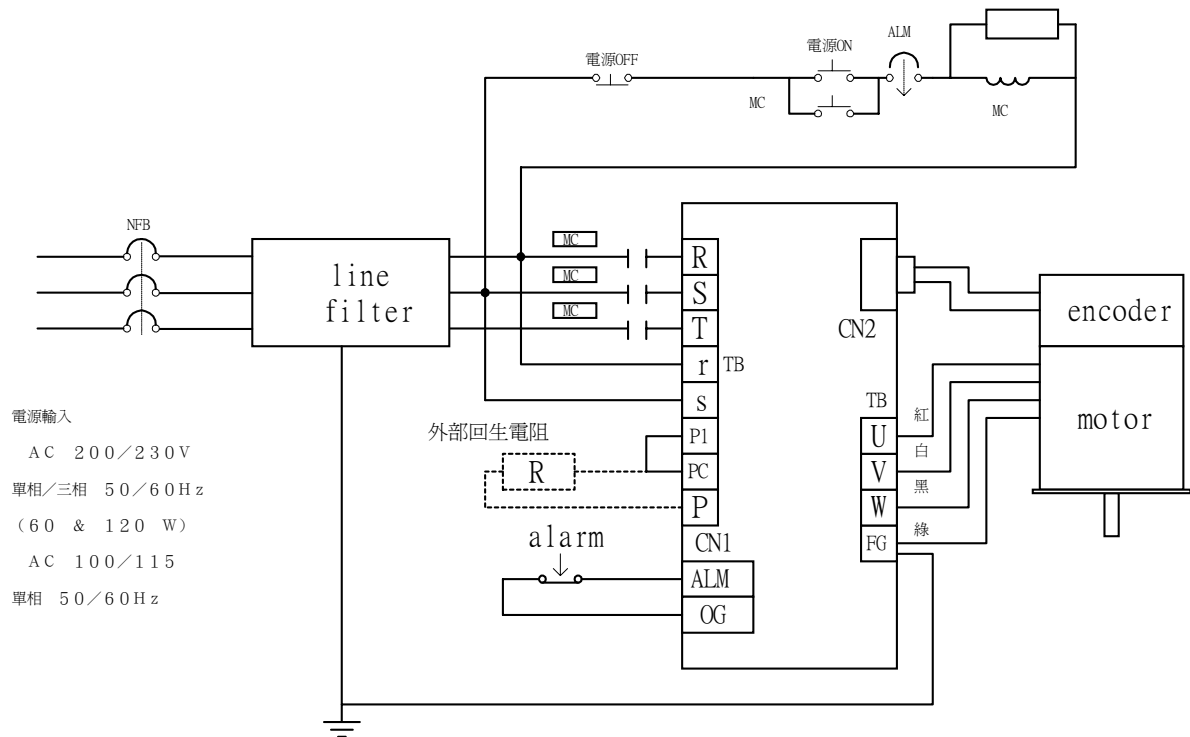 電源OFF
電源ON
ALM
MC
MC
NFB
line
filter
MC
MC
MC
R
S
T
r
TB
s
P1
PC
P
CN1
ALM
OG
CN2
TB
U
V
W
FG
紅
白
黑
綠
encoder
motor
電源輸入
AC 200／230V
單相／三相 50／60Hz
（60 & 120 W）
AC 100／115
單相 50／60Hz
外部回生電阻
R
alarm